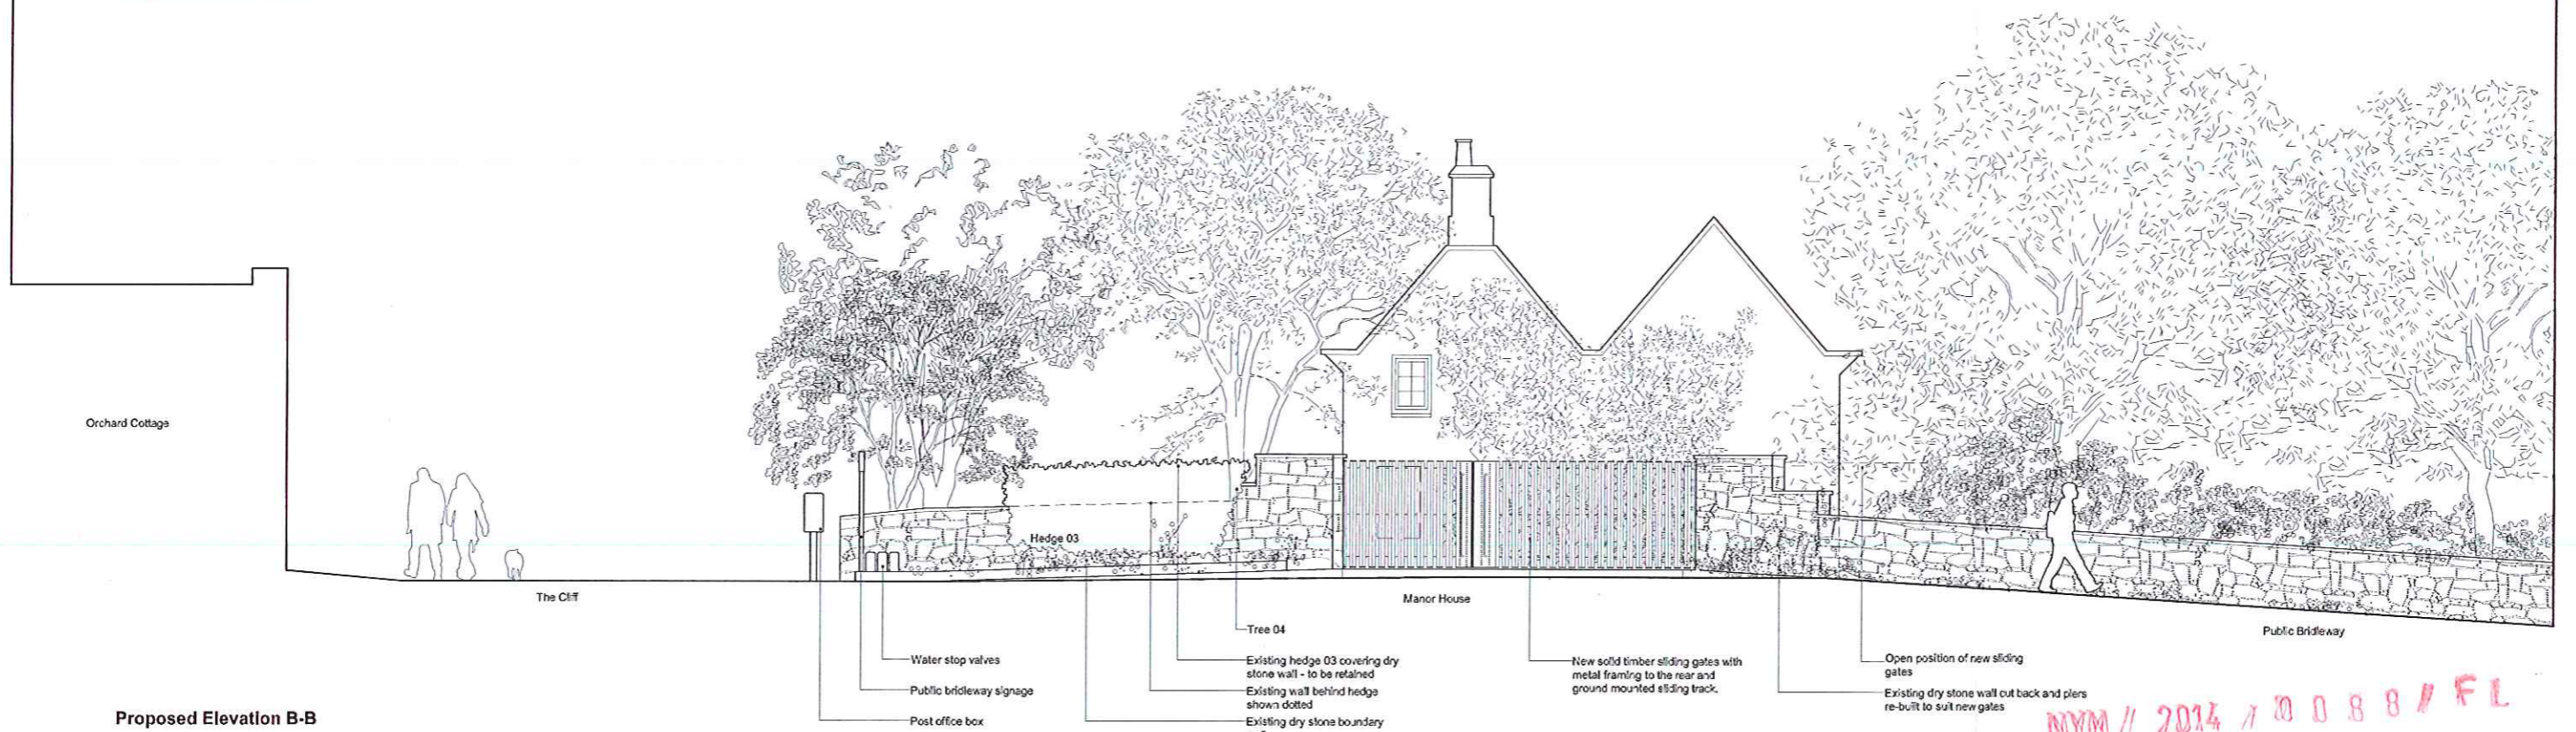 Orchard Cottage
Hedge 03
The Cliff
Manor House
Public Bridleway
Tree 04
Water stop valves
Public bridleway signage
Post office box
Existing hedge 03 covering dry
stone wall - to be retained
Existing wall behind hedge
shown dotted
Existing dry stone boundary
New solid timber sliding gates with
metal framing to the rear and
ground mounted sliding track.
Open position of new sliding
gates
Existing dry stone wall cut back and piers
re-built to suit new gates
Proposed Elevation B-B
NYM // 2014 / 0 0 8 8 // F L